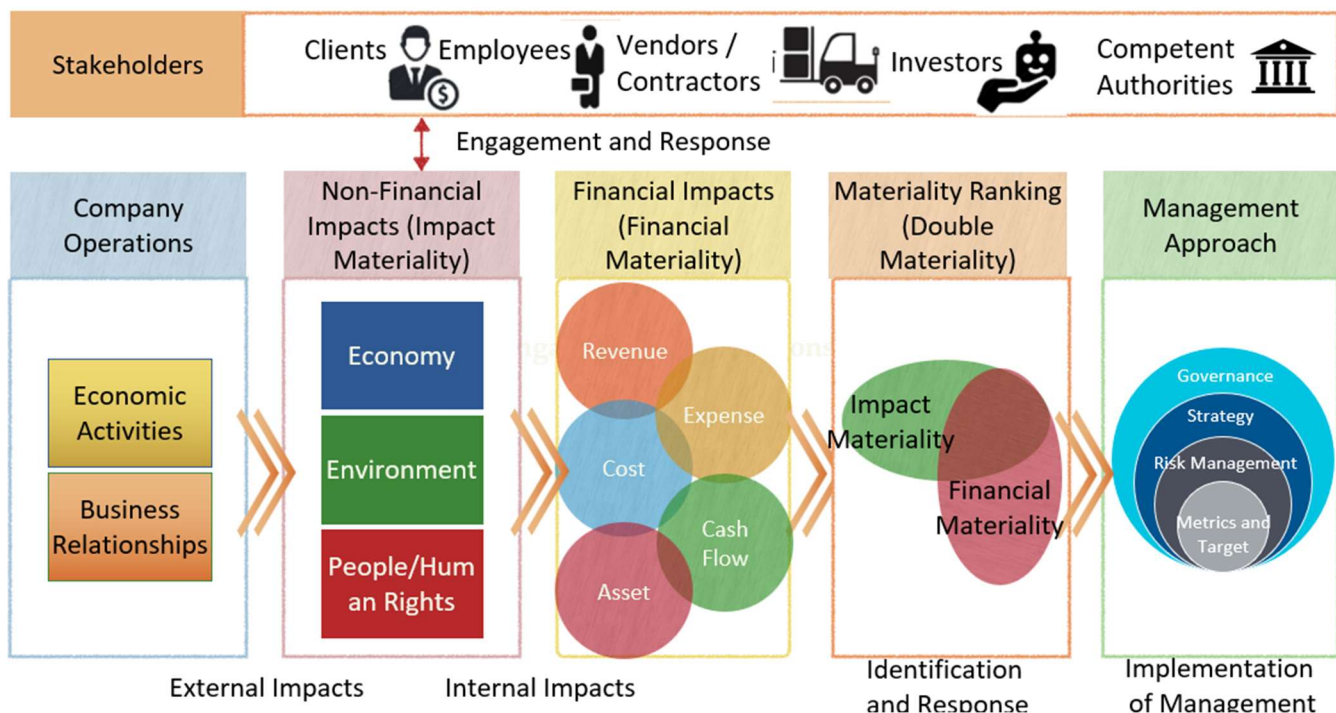 Stakeholders
Clients
Employees
Vendors /
Contractors
Investors
Competent
Authorities
Engagement and Response
Company
Operations
Non-Financial
Impacts (Impact
Materiality)
Financial Impacts
(Financial
Materiality)
Materiality Ranking
(Double
Materiality)
Management
Approach
Economic
Activities
Business
Relationships
Economy
Environment
People/Hum
an Rights
Revenue
Expense
Cost
Cash
Flow
Asset
Impact
Materiality
Financial
Materiality
Governance
Strategy
Risk Management
Metrics and
Target
External Impacts
Internal Impacts
Identification
and Response
Implementation
of Management